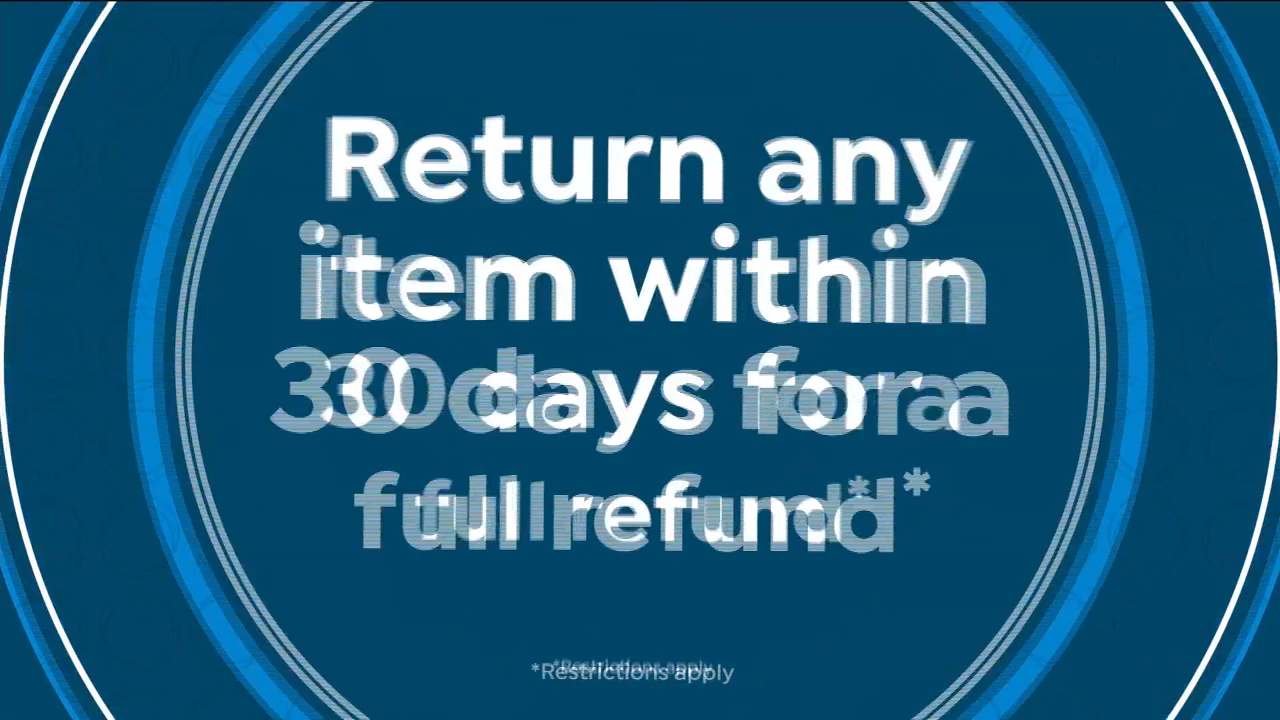 Return any
item within
30 days for a
full refund*
*Restrictions apply